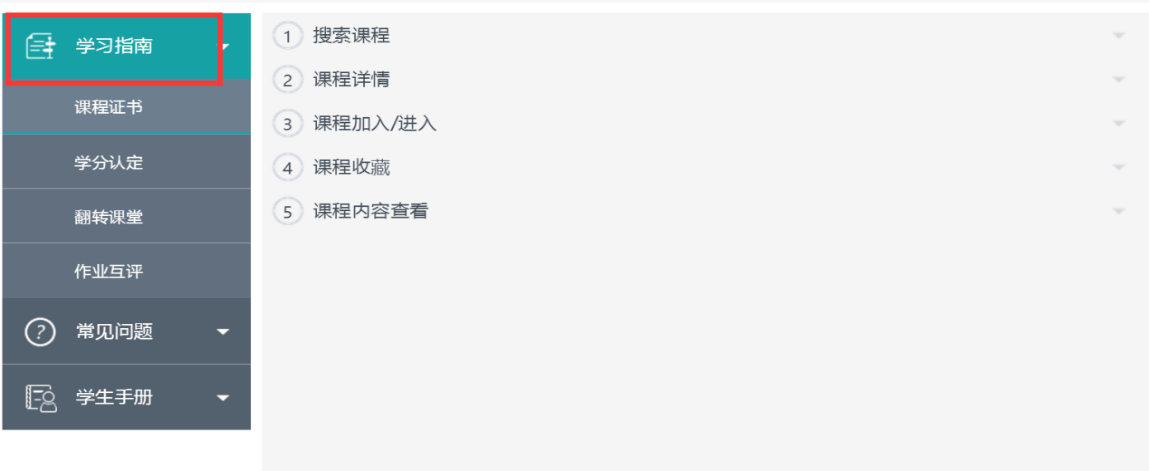 学习指南
课程证书
学分认定
翻转课堂
作业互评
? 常见问题
学生手册
1 搜索课程
2 课程详情
3 课程加入/进入
4 课程收藏
5 课程内容查看